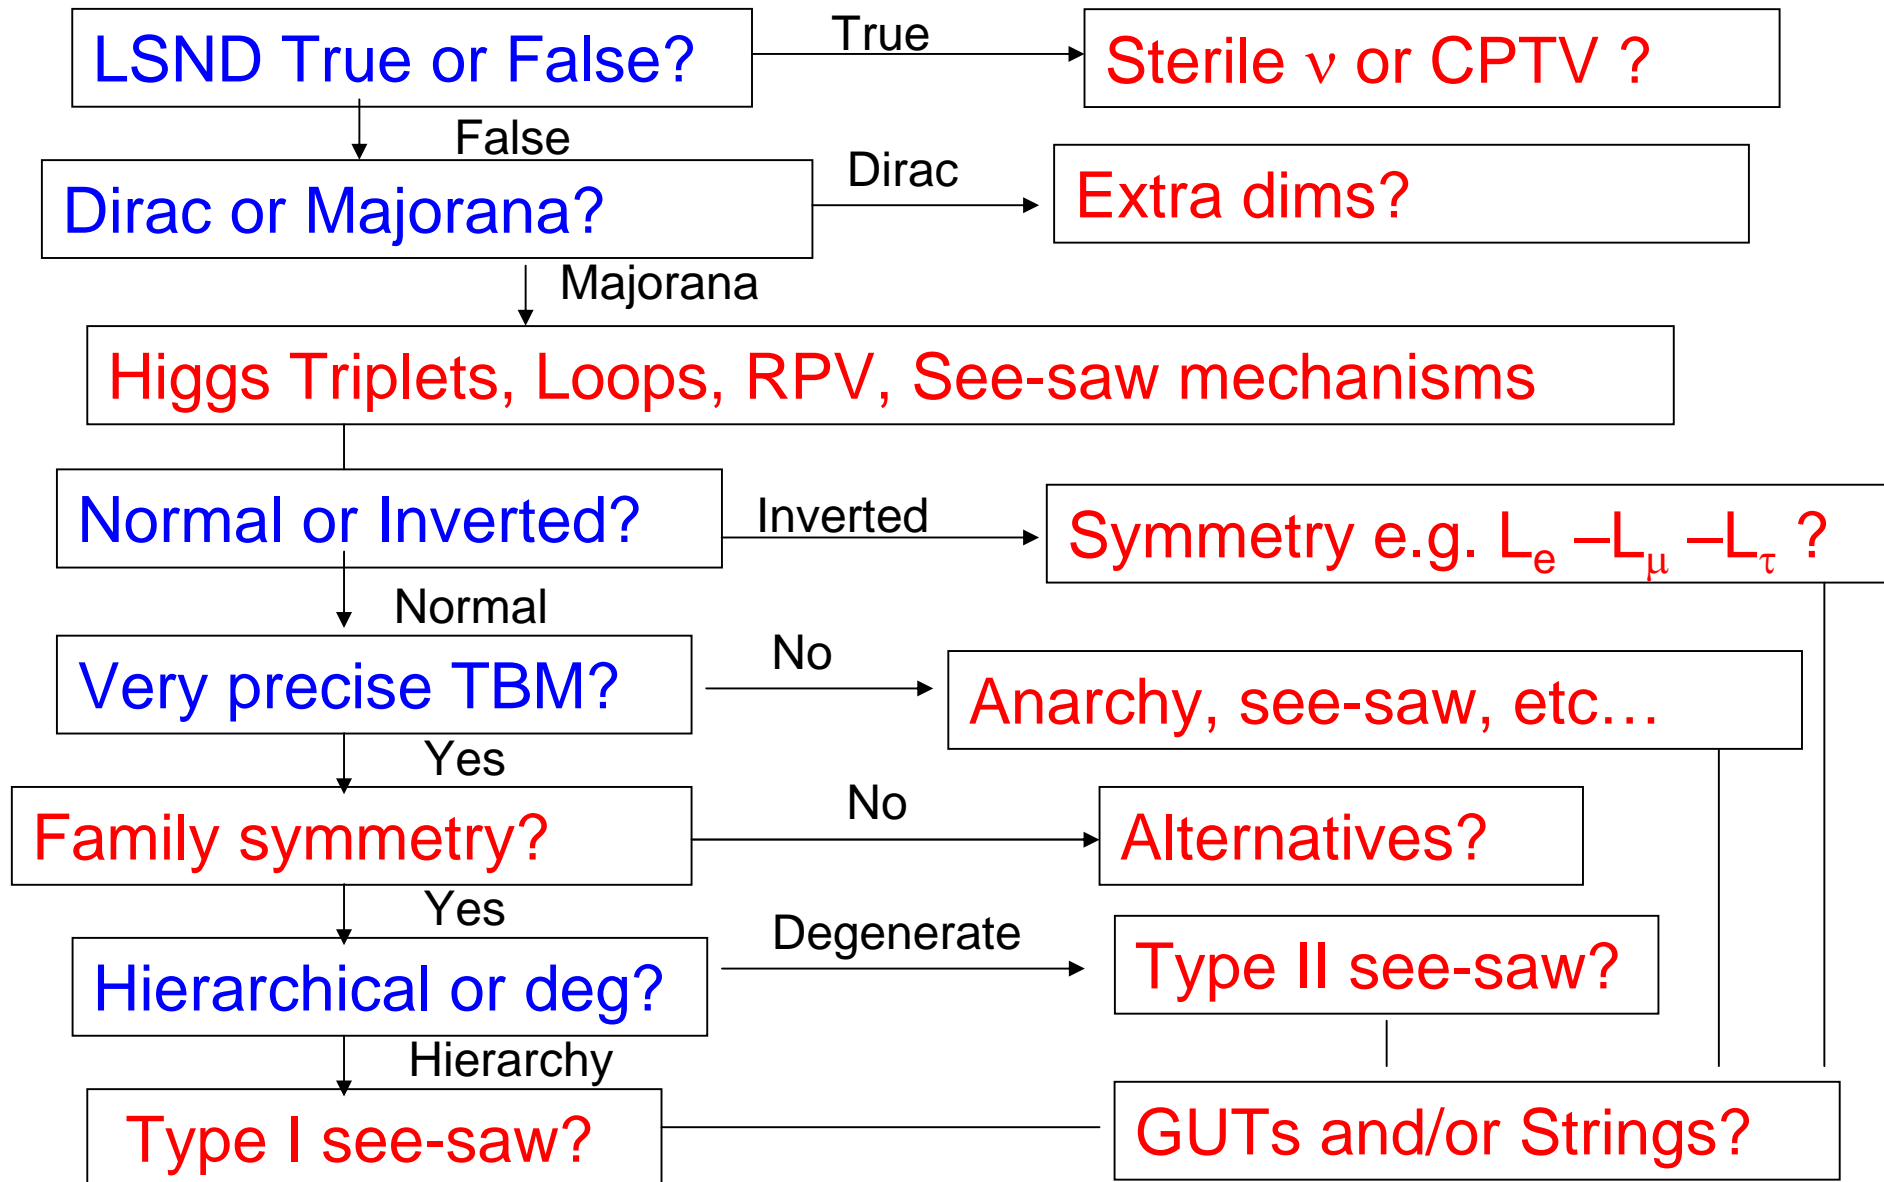 LSND True or False?
True
Sterile ν or CPTV ?
False
Dirac or Majorana?
Dirac
Extra dims?
Majorana
Higgs Triplets, Loops, RPV, See-saw mechanisms
Normal or Inverted?
Inverted
Symmetry e.g. Le –Lμ –Lτ ?
Normal
Very precise TBM?
No
Anarchy, see-saw, etc…
Yes
Family symmetry?
No
Alternatives?
Yes
Hierarchical or deg?
Degenerate
Type II see-saw?
Hierarchy
Type I see-saw?
GUTs and/or Strings?